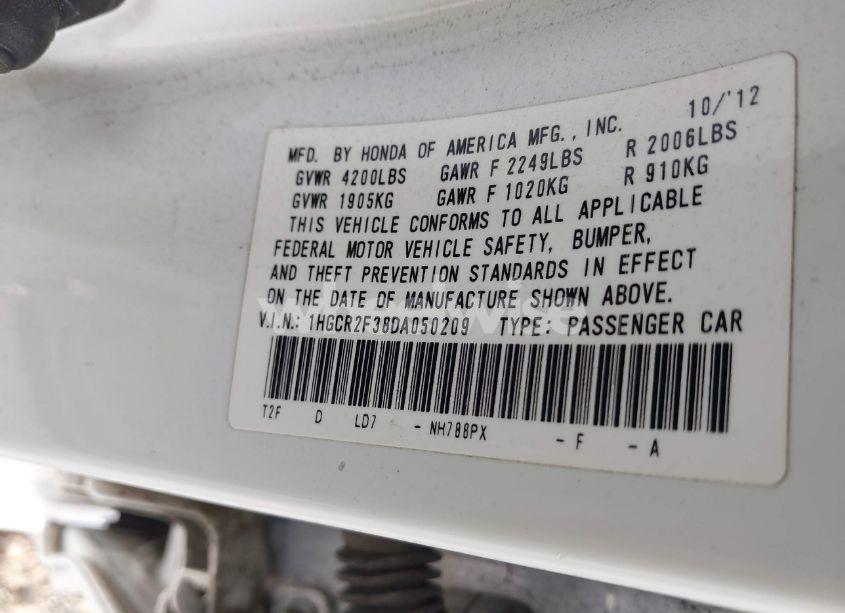 10/'12
MFD. BY HONDA OF AMERICA MFG., INC.
GVWR 4200LBS GAWR F 2249LBS R 2006LBS
GVWR 1905KG GAWR F 1020KG R 910KG
THIS VEHICLE CONFORMS TO ALL APPLICABLE
FEDERAL MOTOR VEHICLE SAFETY, BUMPER,
AND THEFT PREVENTION STANDARDS IN EFFECT
ON THE DATE OF MANUFACTURE SHOWN ABOVE.
V.I.N.: 1HGCR2F38DA050209 TYPE: PASSENGER CAR
T2F D LD7 - NH788PX - F - A